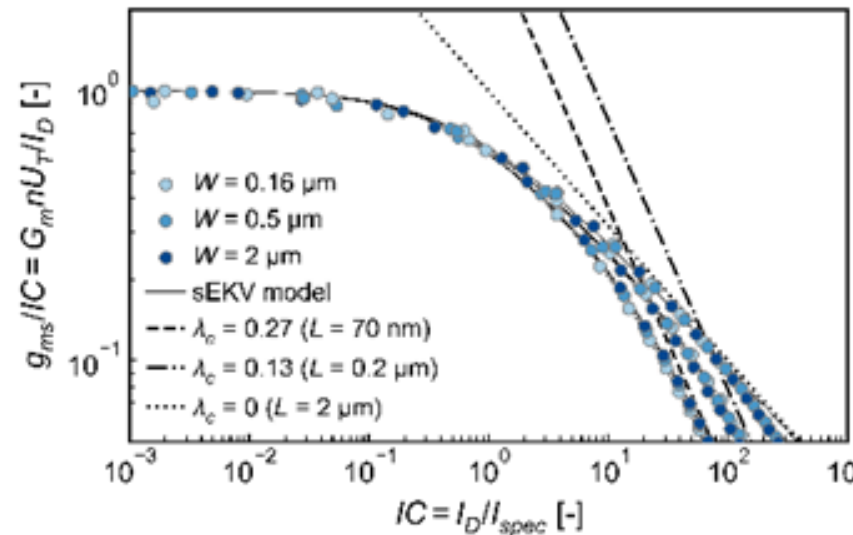 g_ms/IC = G_m nU_T/I_D [-]
10^0
10^-1
W = 0.16 µm
W = 0.5 µm
W = 2 µm
sEKV model
λ_c = 0.27 (L = 70 nm)
λ_c = 0.13 (L = 0.2 µm)
λ_c = 0 (L = 2 µm)
10^-3 10^-2 10^-1 10^0 10^1 10^2 10
IC = I_D/I_spec [-]